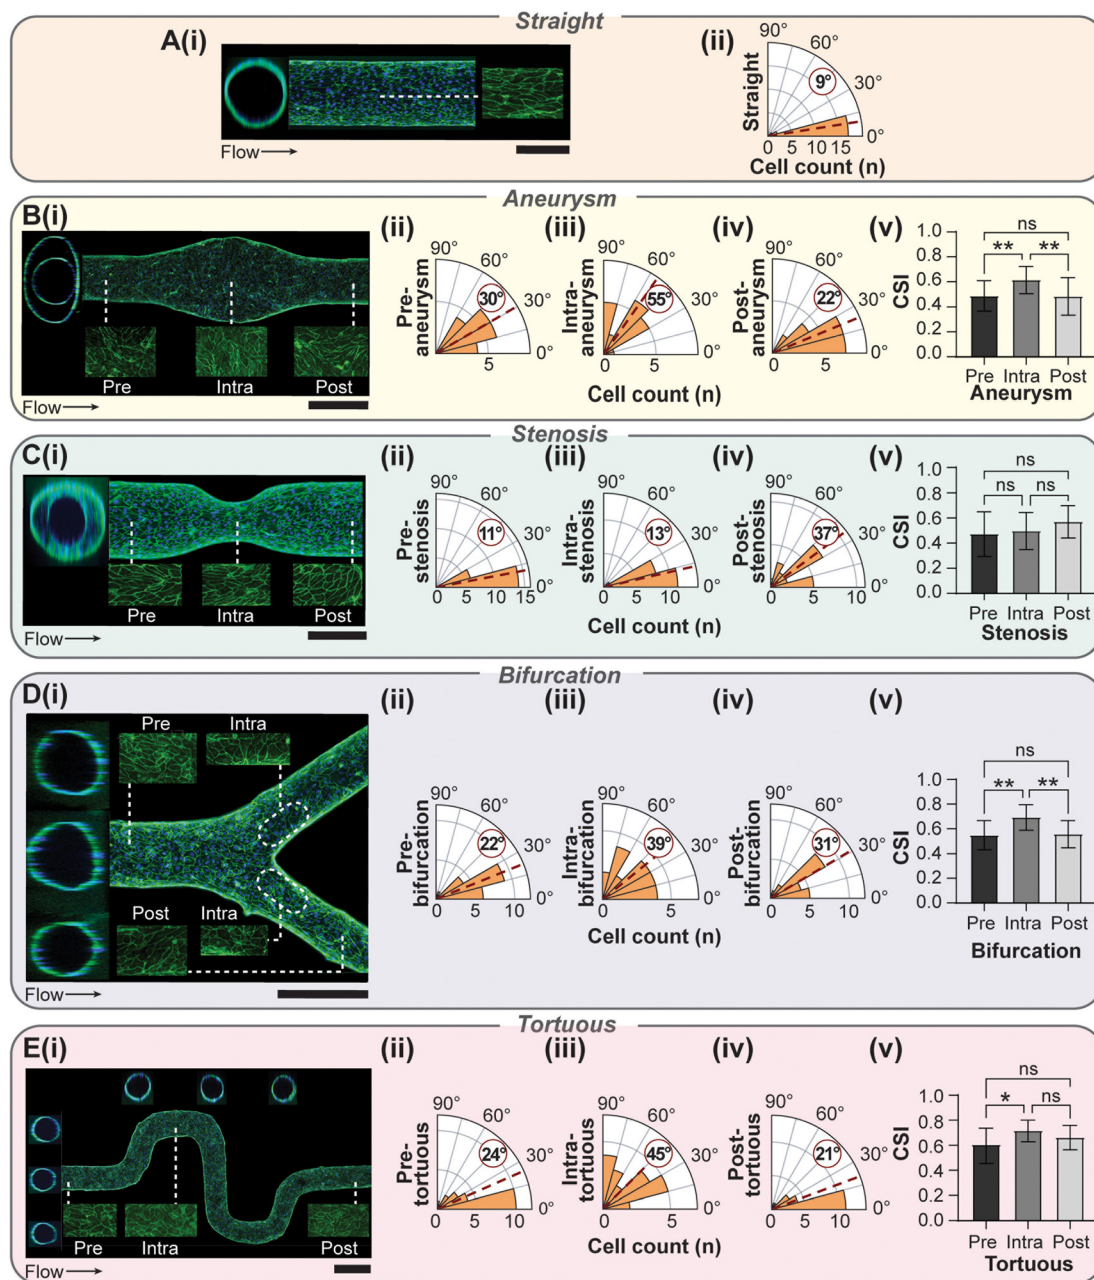 Straight
A(i)
Flow
(ii)
Straight
90°
60°
30°
0°
9°
0 5 10 15
Cell count (n)
Aneurysm
B(i)
Pre
Intra
Post
Flow
(ii)
Pre-
aneurysm
90°
60°
30°
0°
30°
5
(iii)
Intra-
aneurysm
90°
60°
30°
0°
55°
5
Cell count (n)
(iv)
Post-
aneurysm
90°
60°
30°
0°
22°
5
(v)
CSI
1.0
0.8
0.6
0.4
0.2
0.0
ns
** **
Pre Intra Post
Aneurysm
Stenosis
C(i)
Pre
Intra
Post
Flow
(ii)
Pre-
stenosis
90°
60°
30°
0°
11°
0 5 10 15
(iii)
Intra-
stenosis
90°
60°
30°
0°
13°
0 5 10
Cell count (n)
(iv)
Post-
stenosis
90°
60°
30°
0°
37°
0 5 10
(v)
CSI
1.0
0.8
0.6
0.4
0.2
0.0
ns
ns ns
Pre Intra Post
Stenosis
Bifurcation
D(i)
Pre
Intra
Post
Intra
Flow
(ii)
Pre-
bifurcation
90°
60°
30°
0°
22°
0 5 10
(iii)
Intra-
bifurcation
90°
60°
30°
0°
39°
0 5
Cell count (n)
(iv)
Post-
bifurcation
90°
60°
30°
0°
31°
0 5 10
(v)
CSI
1.0
0.8
0.6
0.4
0.2
0.0
ns
** **
Pre Intra Post
Bifurcation
Tortuous
E(i)
Pre
Intra
Post
Flow
(ii)
Pre-
tortuous
90°
60°
30°
0°
24°
0 5 10
(iii)
Intra-
tortuous
90°
60°
30°
0°
45°
0 5
Cell count (n)
(iv)
Post-
tortuous
90°
60°
30°
0°
21°
0 5 10
(v)
CSI
1.0
0.8
0.6
0.4
0.2
0.0
ns
* ns
Pre Intra Post
Tortuous